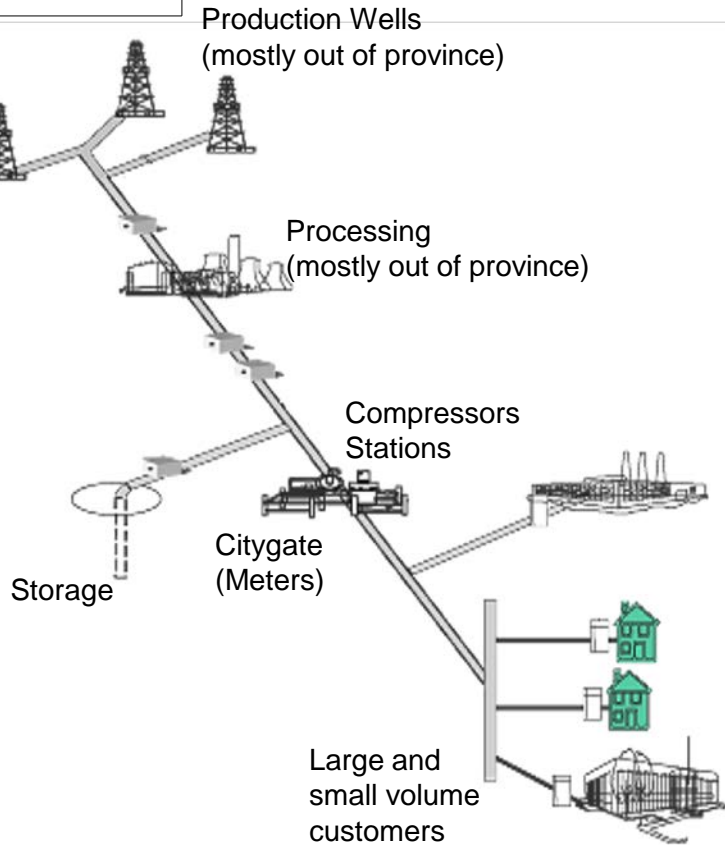 Production Wells
(mostly out of province)
Processing
(mostly out of province)
Compressors
Stations
Citygate
(Meters)
Storage
Large and
small volume
customers